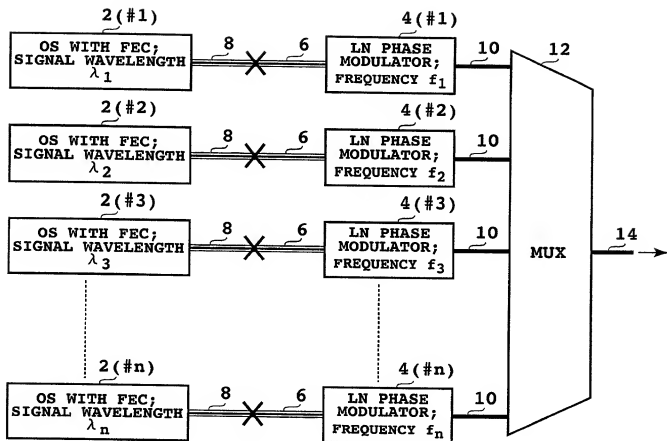 2(#1)
OS WITH FEC;
SIGNAL WAVELENGTH
λ1
8
6
4(#1)
LN PHASE
MODULATOR;
FREQUENCY f1
10
12
2(#2)
OS WITH FEC;
SIGNAL WAVELENGTH
λ2
8
6
4(#2)
LN PHASE
MODULATOR;
FREQUENCY f2
10
2(#3)
OS WITH FEC;
SIGNAL WAVELENGTH
λ3
8
6
4(#3)
LN PHASE
MODULATOR;
FREQUENCY f3
10
MUX
14
2(#n)
OS WITH FEC;
SIGNAL WAVELENGTH
λn
8
6
4(#n)
LN PHASE
MODULATOR;
FREQUENCY fn
10